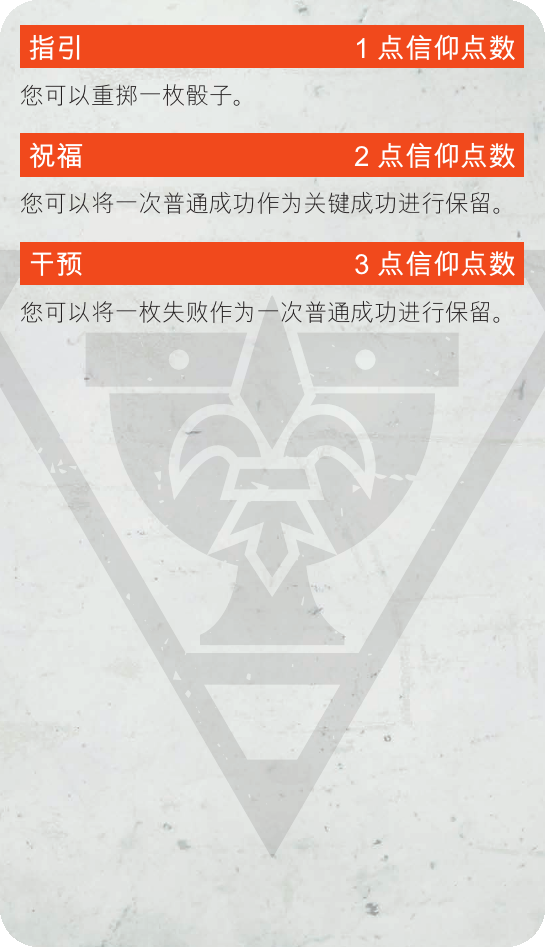 指引 1 点信仰点数
您可以重掷一枚骰子。
祝福 2 点信仰点数
您可以将一次普通成功作为关键成功进行保留。
干预 3 点信仰点数
您可以将一枚失败作为一次普通成功进行保留。